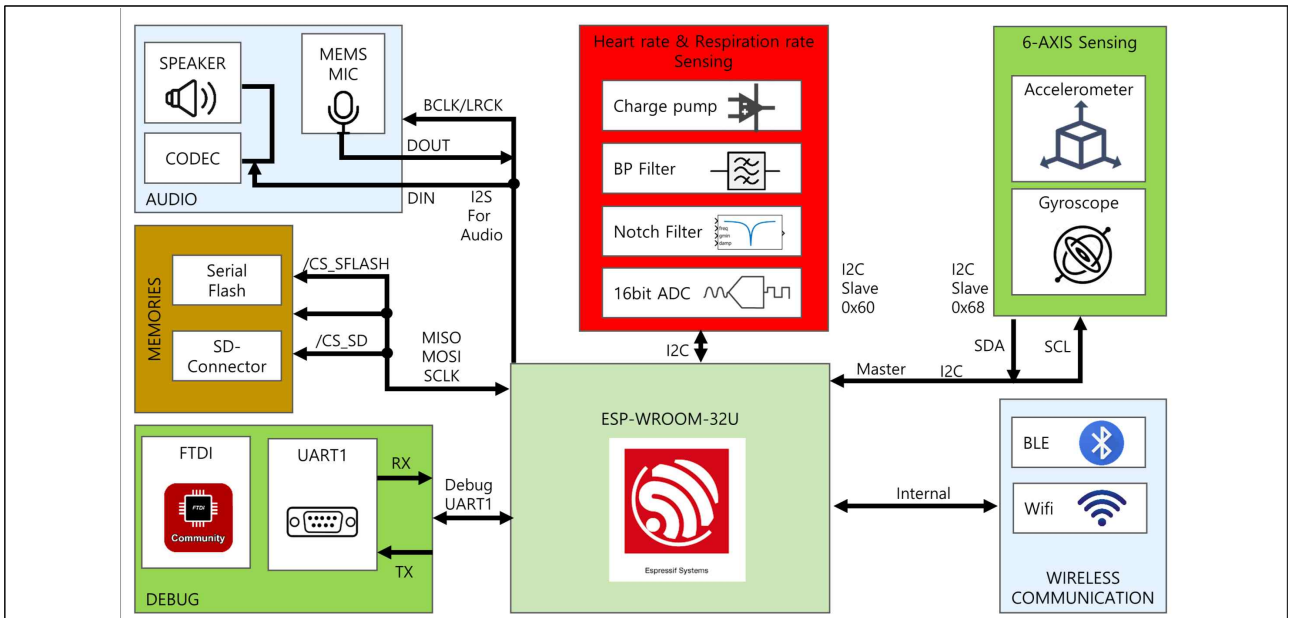 SPEAKER
CODEC
MEMS
MIC
AUDIO
BCLK/LRCK
DOUT
DIN
I2S
For
Audio
MEMORIES
Serial
Flash
SD-
Connector
/CS_SFLASH
/CS_SD
MISO
MOSI
SCLK
FTDI
FTDI
Community
UART1
RX
TX
DEBUG
Debug
UART1
Heart rate & Respiration rate
Sensing
Charge pump
BP Filter
Notch Filter
freq
gmin
damp
16bit ADC
I2C
I2C
Slave
0x60
ESP-WROOM-32U
Espressif Systems
6-AXIS Sensing
Accelerometer
Gyroscope
I2C
Slave
0x68
SDA
SCL
Master
I2C
Internal
BLE
Wifi
WIRELESS
COMMUNICATION